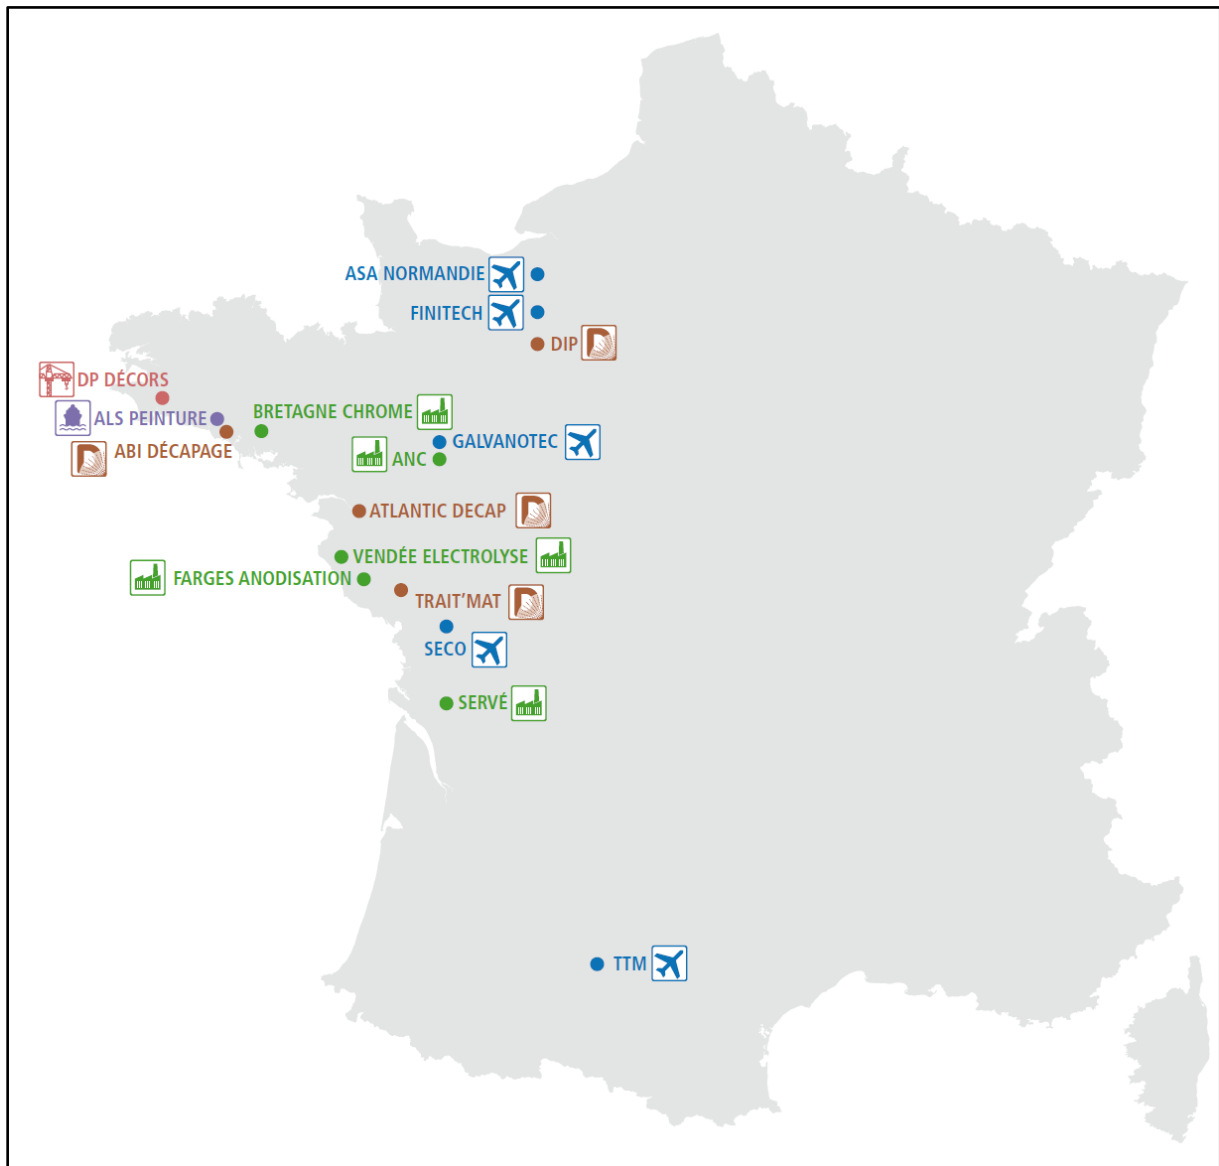 ASA NORMANDIE
FINITECH
DIP
DP DÉCORS
ALS PEINTURE
BRETAGNE CHROME
ABI DÉCAPAGE
GALVANOTEC
ANC
ATLANTIC DECAP
VENDÉE ELECTROLYSE
FARGES ANODISATION
TRAIT'MAT
SECO
SERVÉ
TTM